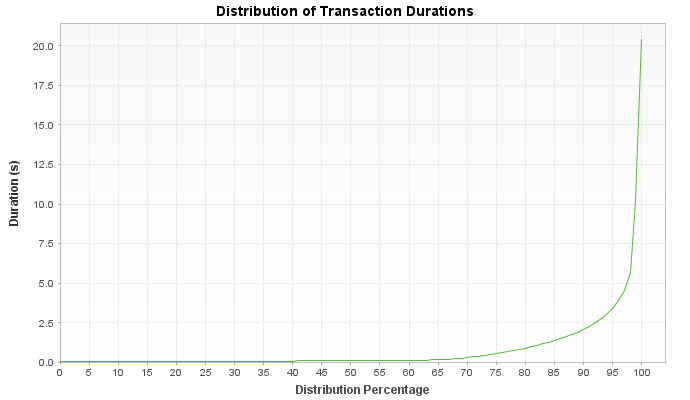 Distribution of Transaction Durations
Duration (s)
20.0
17.5
15.0
12.5
10.0
7.5
5.0
2.5
0.0
0 5 10 15 20 25 30 35 40 45 50 55 60 65 70 75 80 85 90 95 100
Distribution Percentage